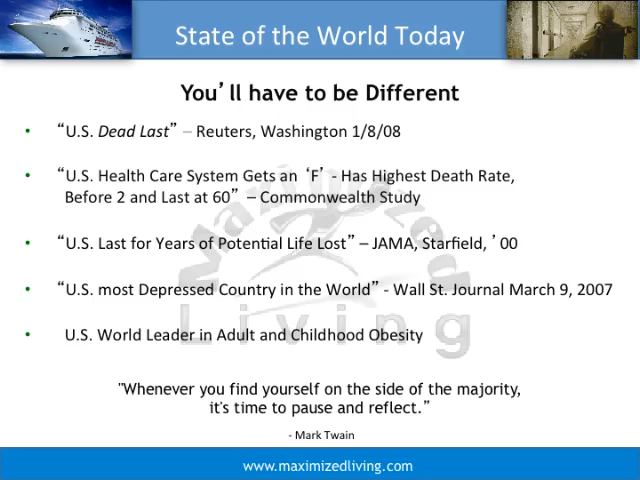 State of the World Today
You’ll have to be Different
• “U.S. Dead Last” – Reuters, Washington 1/8/08
• “U.S. Health Care System Gets an ‘F’ - Has Highest Death Rate,
Before 2 and Last at 60” – Commonwealth Study
• “U.S. Last for Years of Potential Life Lost” – JAMA, Starfield, ’00
• “U.S. most Depressed Country in the World” - Wall St. Journal March 9, 2007
• U.S. World Leader in Adult and Childhood Obesity
Maximized
Living
"Whenever you find yourself on the side of the majority,
it's time to pause and reflect.”
- Mark Twain
www.maximizedliving.com